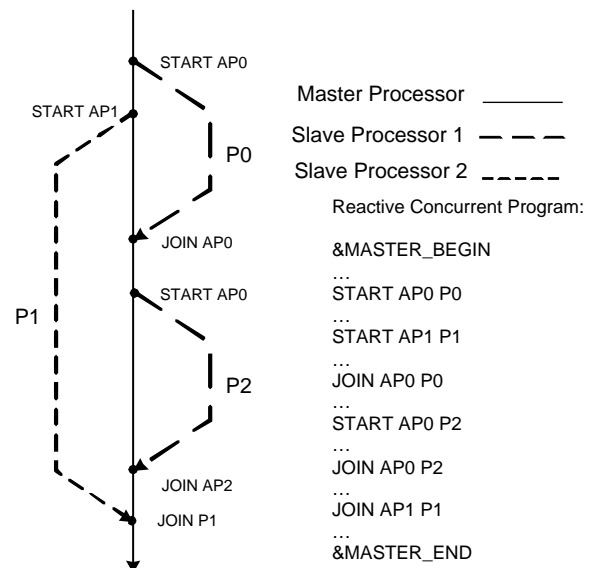 START AP0
START AP1
P0
JOIN AP0
START AP0
P1
P2
JOIN AP2
JOIN P1
Master Processor
Slave Processor 1
Slave Processor 2
Reactive Concurrent Program:
&MASTER_BEGIN
...
START AP0 P0
...
START AP1 P1
...
JOIN AP0 P0
...
START AP0 P2
...
JOIN AP0 P2
...
JOIN AP1 P1
...
&MASTER_END